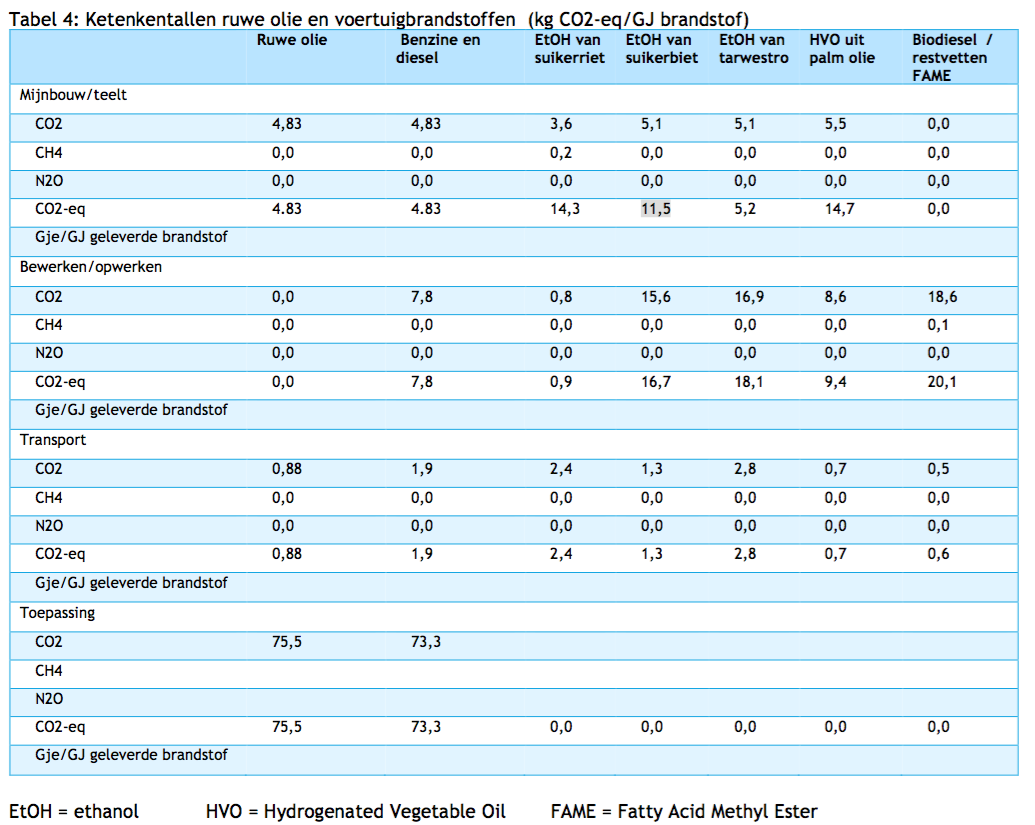 Tabel 4: Ketenkentallen ruwe olie en voertuigbrandstoffen (kg CO2-eq/GJ brandstof)
Ruwe olie Benzine en diesel EtOH van suikerriet EtOH van suikerbiet EtOH van tarwestro HVO uit palm olie Biodiesel / restvetten FAME
Mijnbouw/teelt
CO2 4,83 4,83 3,6 5,1 5,1 5,5 0,0
CH4 0,0 0,0 0,2 0,0 0,0 0,0 0,0
N2O 0,0 0,0 0,0 0,0 0,0 0,0 0,0
CO2-eq 4.83 4.83 14,3 11,5 5,2 14,7 0,0
Gje/GJ geleverde brandstof
Bewerken/opwerken
CO2 0,0 7,8 0,8 15,6 16,9 8,6 18,6
CH4 0,0 0,0 0,0 0,0 0,0 0,0 0,1
N2O 0,0 0,0 0,0 0,0 0,0 0,0 0,0
CO2-eq 0,0 7,8 0,9 16,7 18,1 9,4 20,1
Gje/GJ geleverde brandstof
Transport
CO2 0,88 1,9 2,4 1,3 2,8 0,7 0,5
CH4 0,0 0,0 0,0 0,0 0,0 0,0 0,0
N2O 0,0 0,0 0,0 0,0 0,0 0,0 0,0
CO2-eq 0,88 1,9 2,4 1,3 2,8 0,7 0,6
Gje/GJ geleverde brandstof
Toepassing
CO2 75,5 73,3
CH4
N2O
CO2-eq 75,5 73,3 0,0 0,0 0,0 0,0 0,0
Gje/GJ geleverde brandstof
EtOH = ethanol HVO = Hydrogenated Vegetable Oil FAME = Fatty Acid Methyl Ester